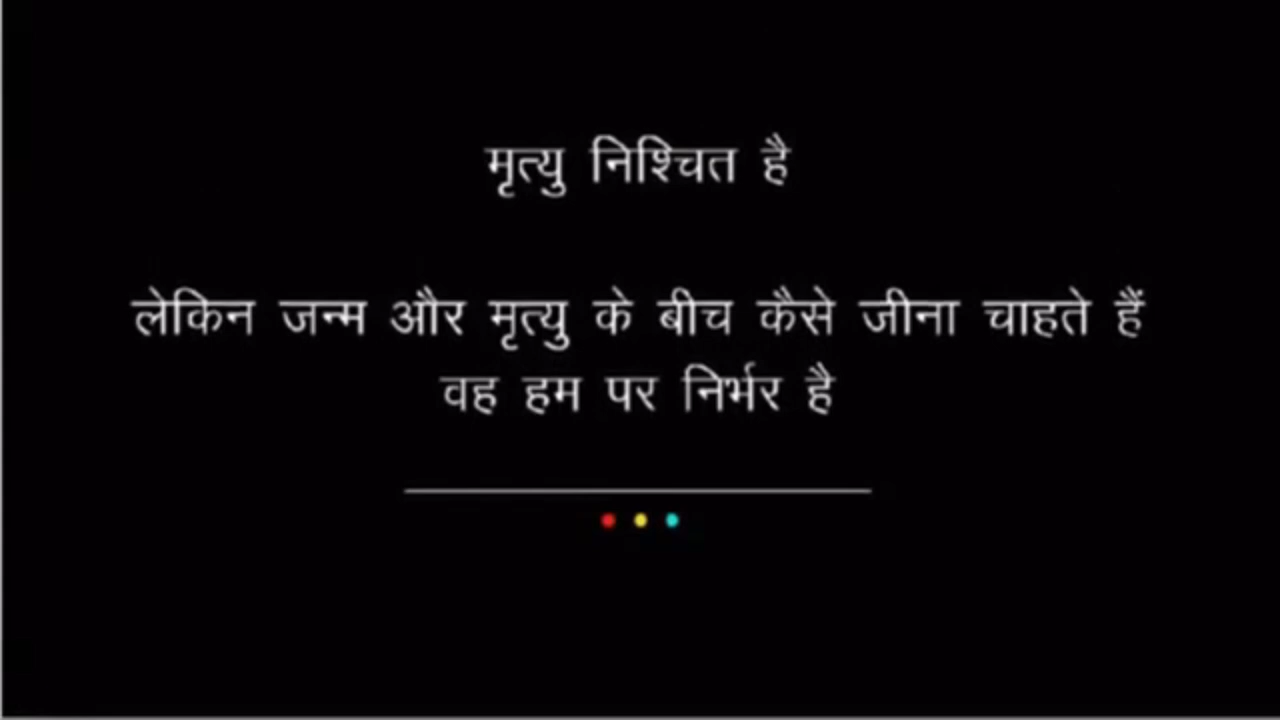 मृत्यु निश्चित है
लेकिन जन्म और मृत्यु के बीच कैसे जीना चाहते हैं
वह हम पर निर्भर है